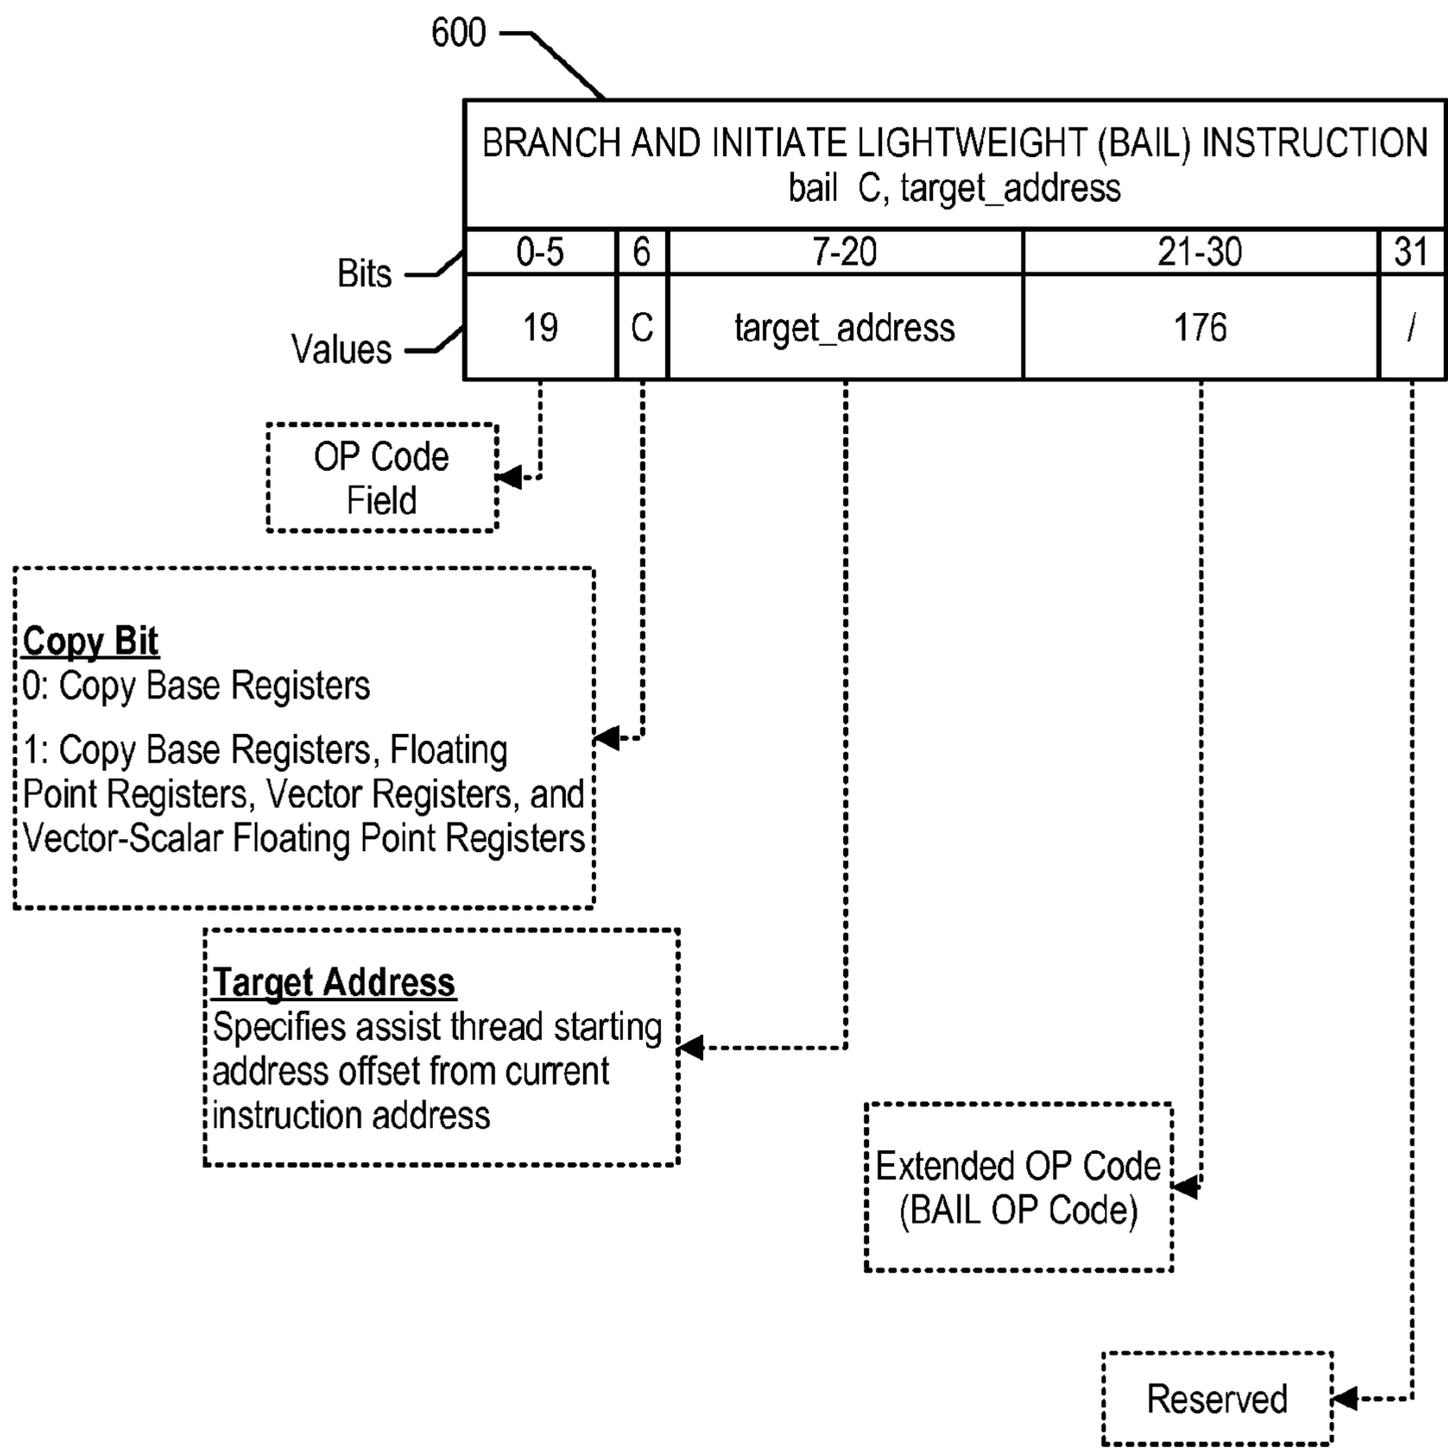 600
BRANCH AND INITIATE LIGHTWEIGHT (BAIL) INSTRUCTION
bail C, target_address
Bits
0-5 6 7-20 21-30 31
Values
19 C target_address 176 /
OP Code
Field
Copy Bit
0: Copy Base Registers
1: Copy Base Registers, Floating
Point Registers, Vector Registers, and
Vector-Scalar Floating Point Registers
Target Address
Specifies assist thread starting
address offset from current
instruction address
Extended OP Code
(BAIL OP Code)
Reserved